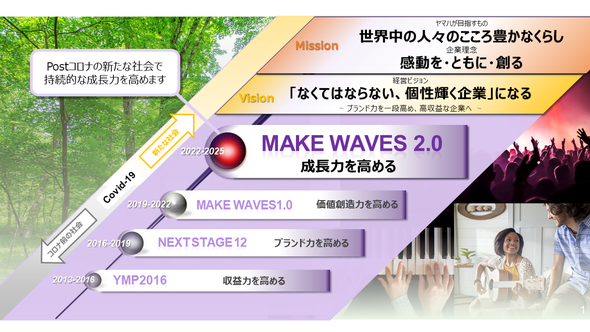 ヤマハが目指すもの
Mission
世界中の人々のこころ豊かなくらし
企業理念
感動を・ともに・創る
Postコロナの新たな社会で
持続的な成長力を高めます
経営ビジョン
Vision
「なくてはならない、個性輝く企業」になる
– ブランド力を一段高め、高収益な企業へ –
新たな社会
2022-2025
MAKE WAVES 2.0
成長力を高める
Covid-19
2019-2022
MAKE WAVES1.0 価値創造力を高める
コロナ前の社会
2016-2019
NEXT STAGE 12 ブランド力を高める
2013-2016
YMP2016 収益力を高める
1